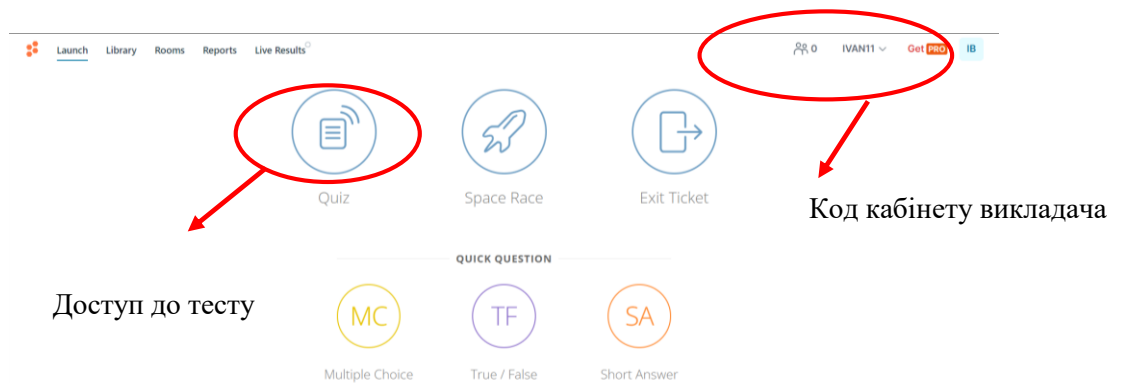 Launch Library Rooms Reports Live Results 0 IVAN11 Get PRO IB
Quiz Space Race Exit Ticket
Код кабінету викладача
QUICK QUESTION
Доступ до тесту
MC TF SA
Multiple Choice True / False Short Answer